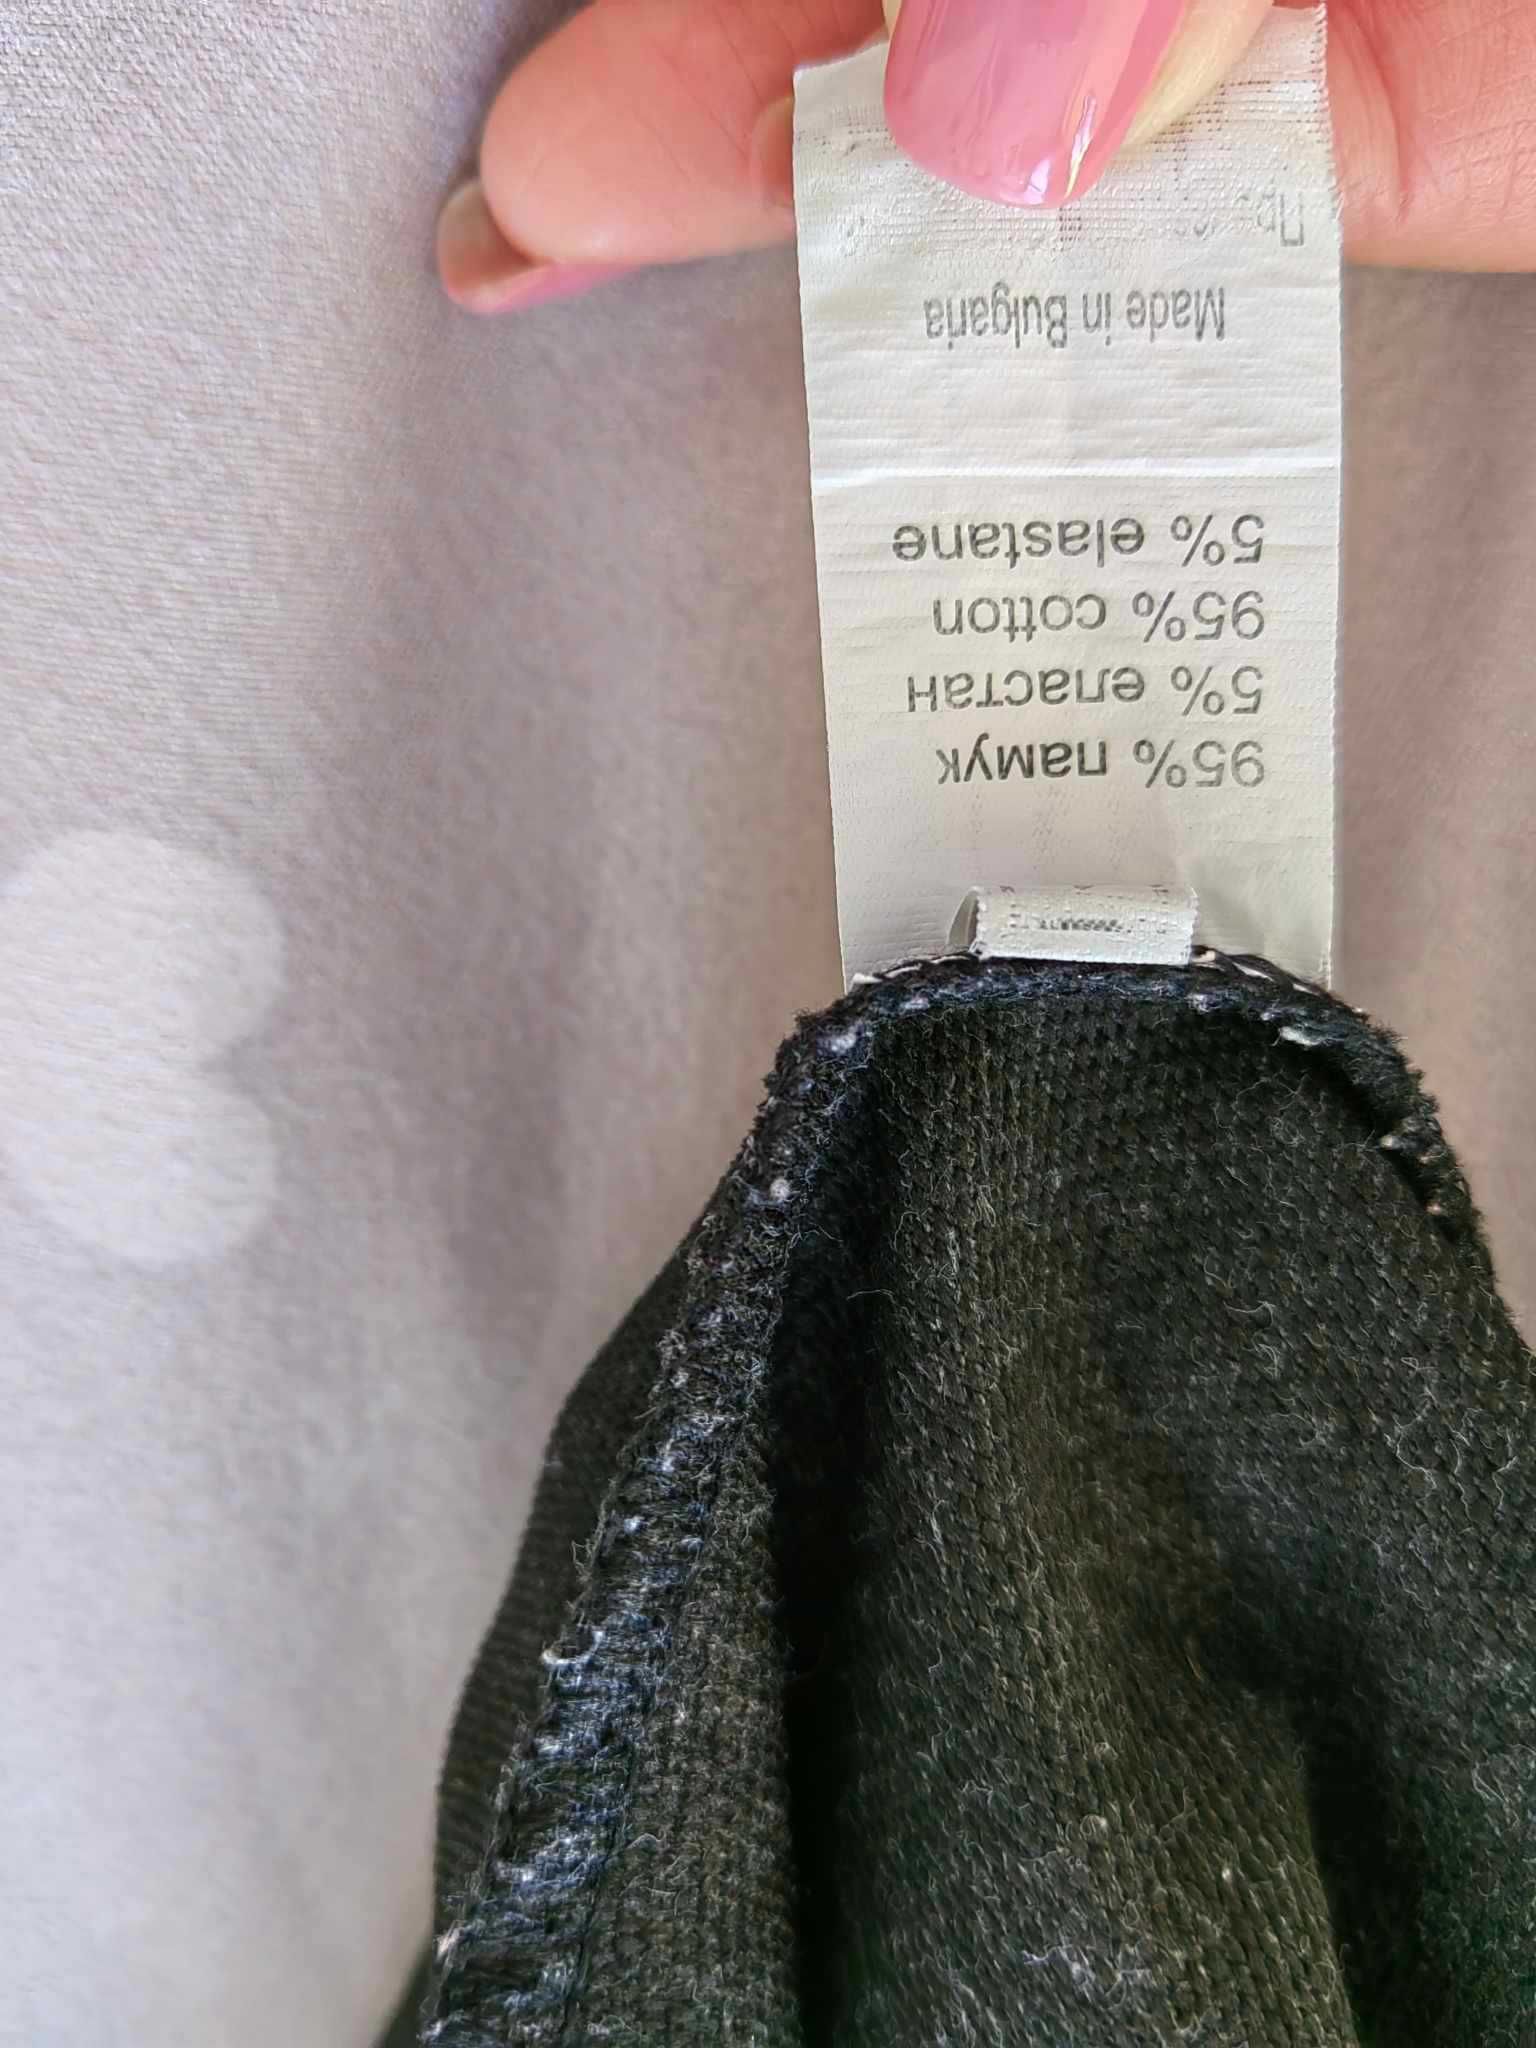 95% памук
5% еластан
95% cotton
5% elastane
Made in Bulgaria